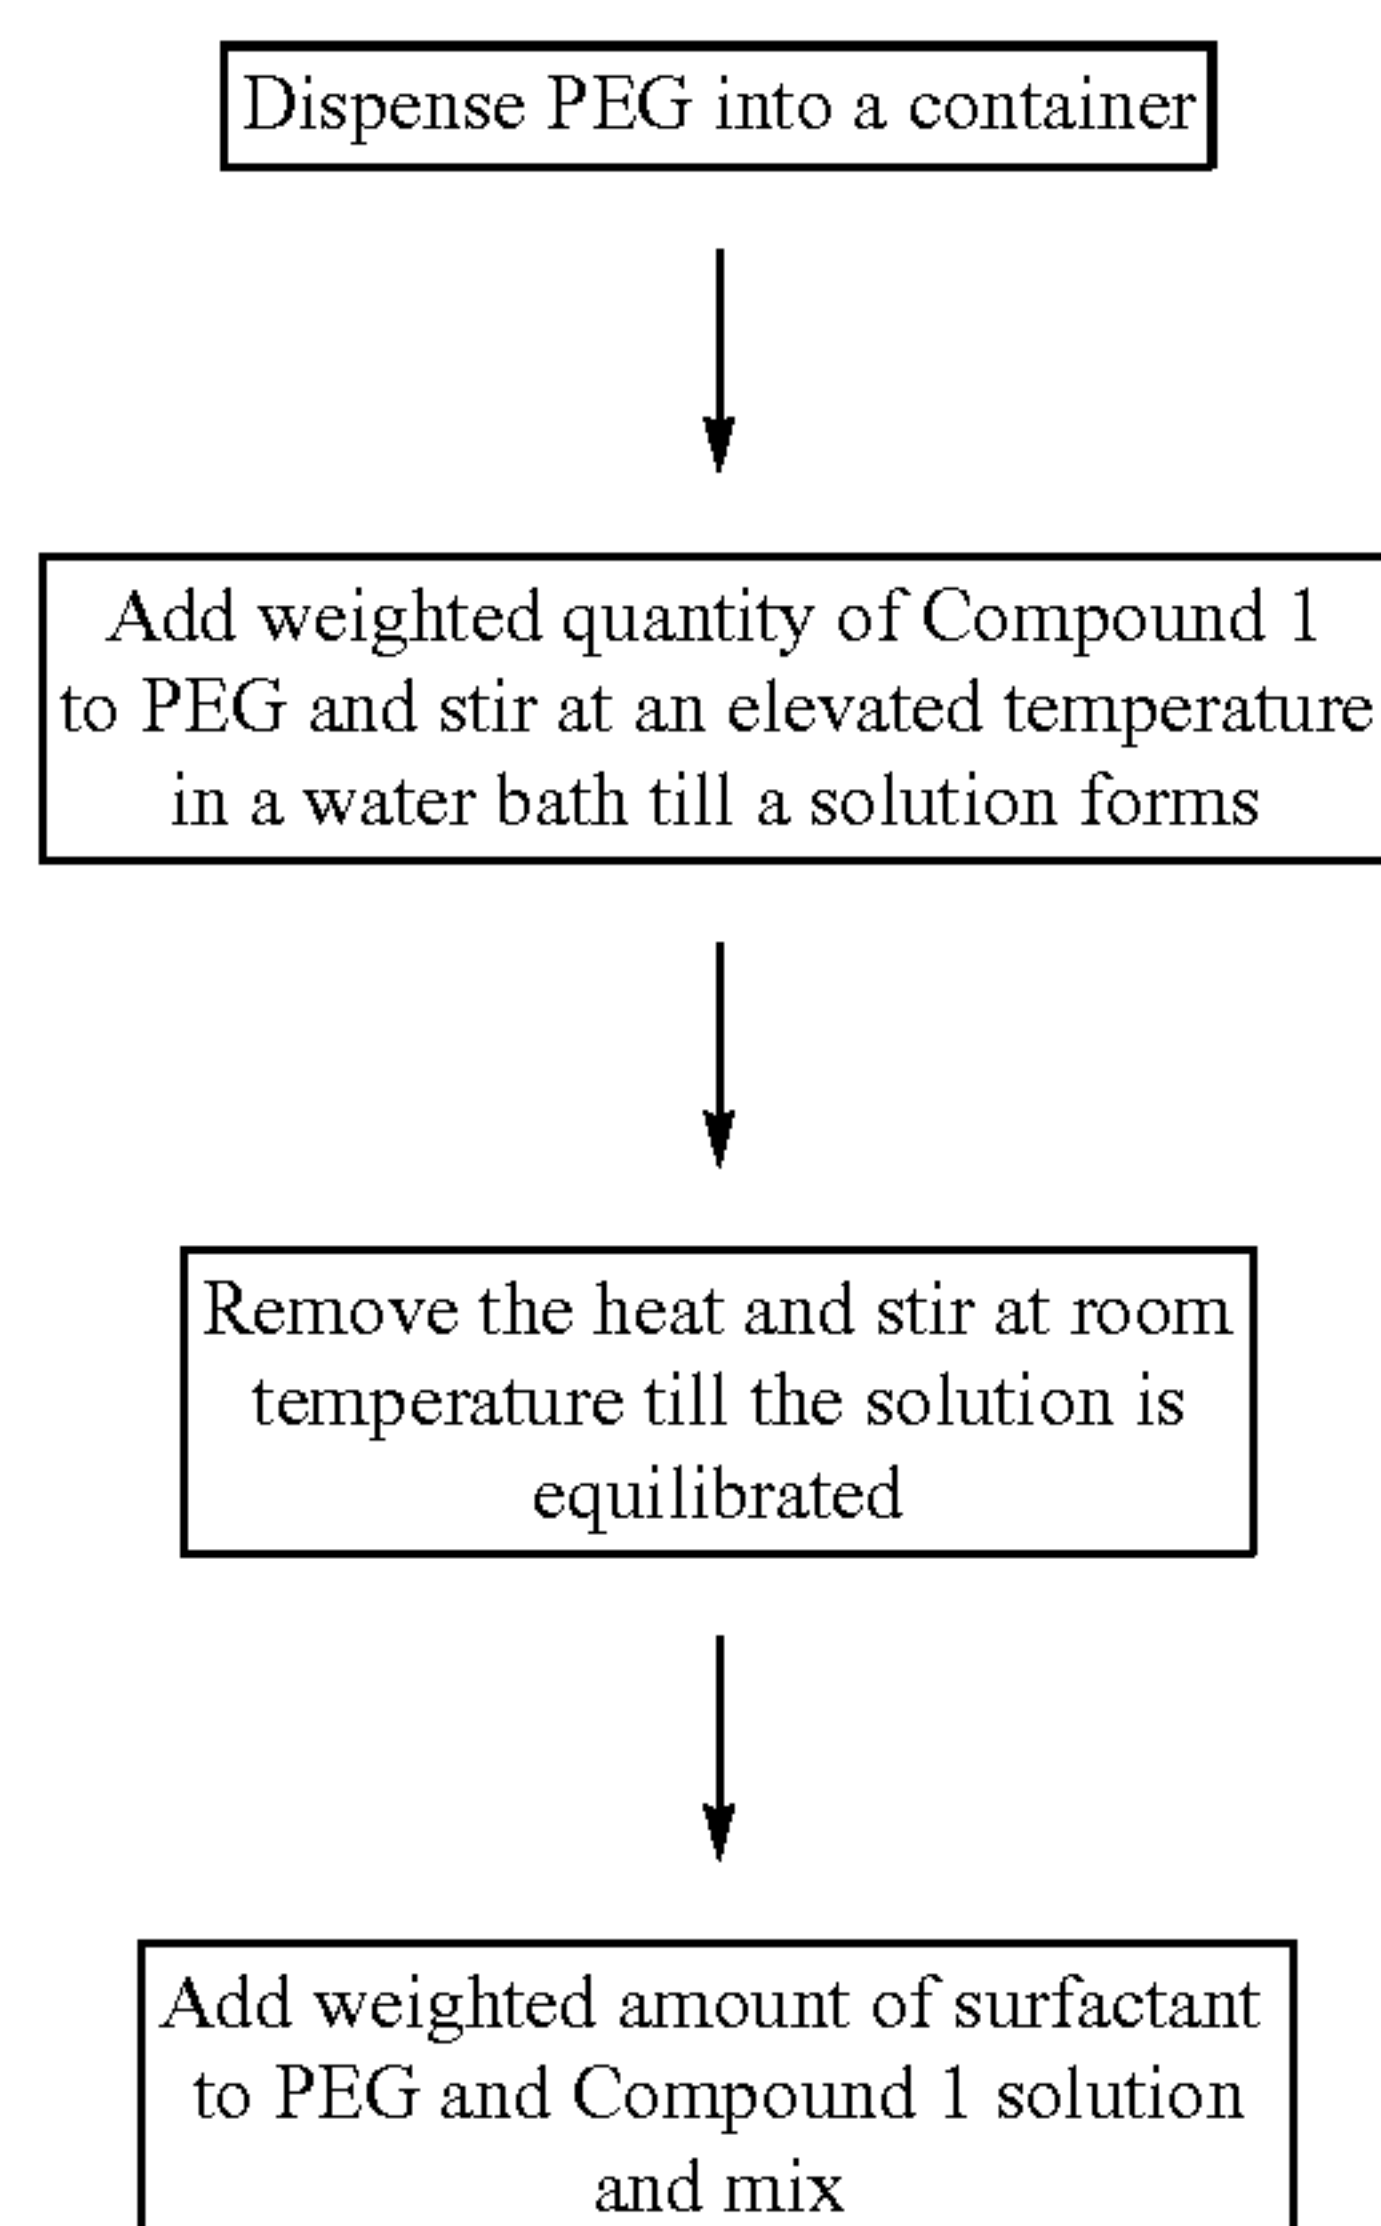 Dispense PEG into a container
Add weighted quantity of Compound 1
to PEG and stir at an elevated temperature
in a water bath till a solution forms
Remove the heat and stir at room
temperature till the solution is
equilibrated
Add weighted amount of surfactant
to PEG and Compound 1 solution
and mix